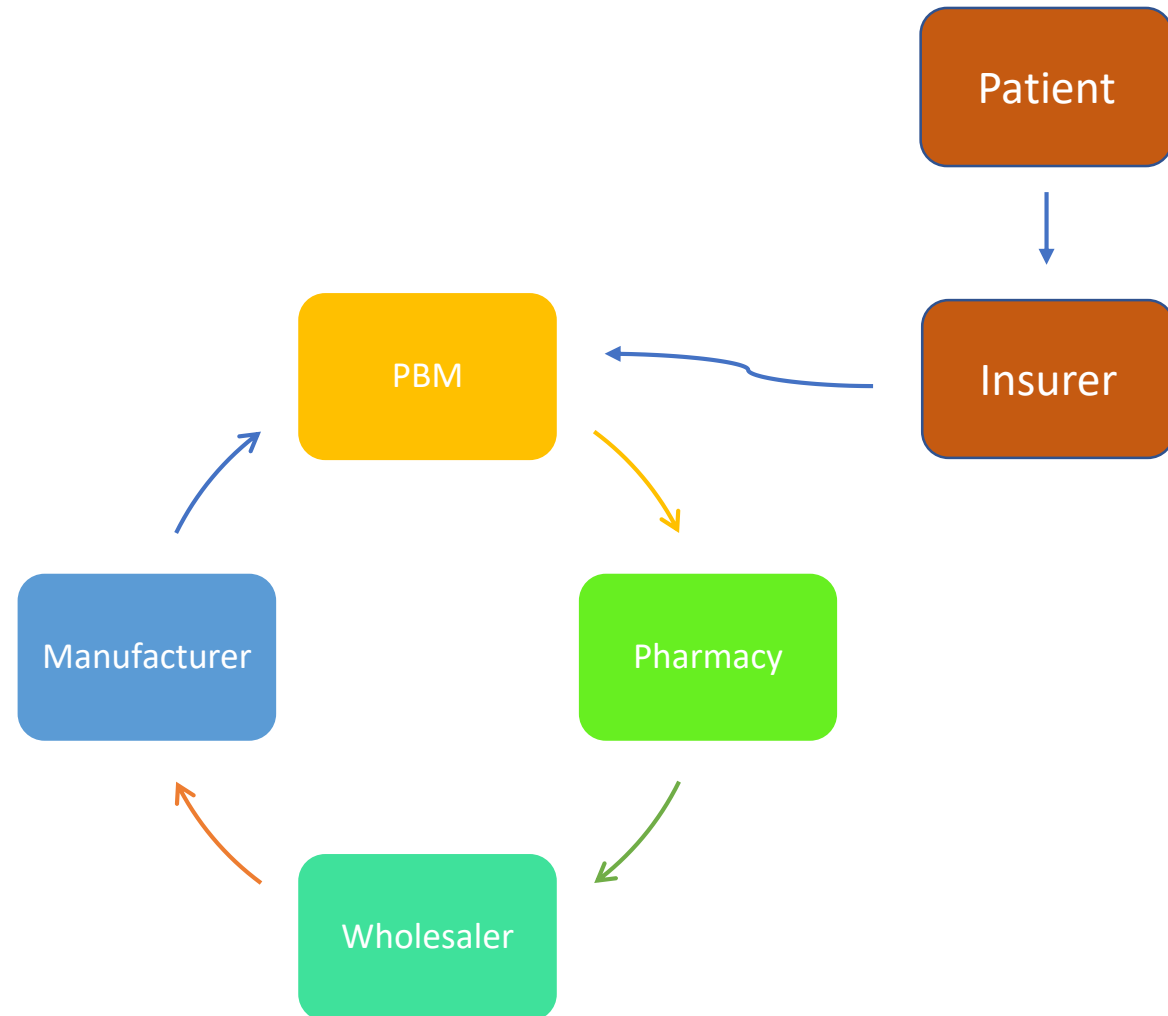 Patient
PBM
Insurer
Manufacturer
Pharmacy
Wholesaler